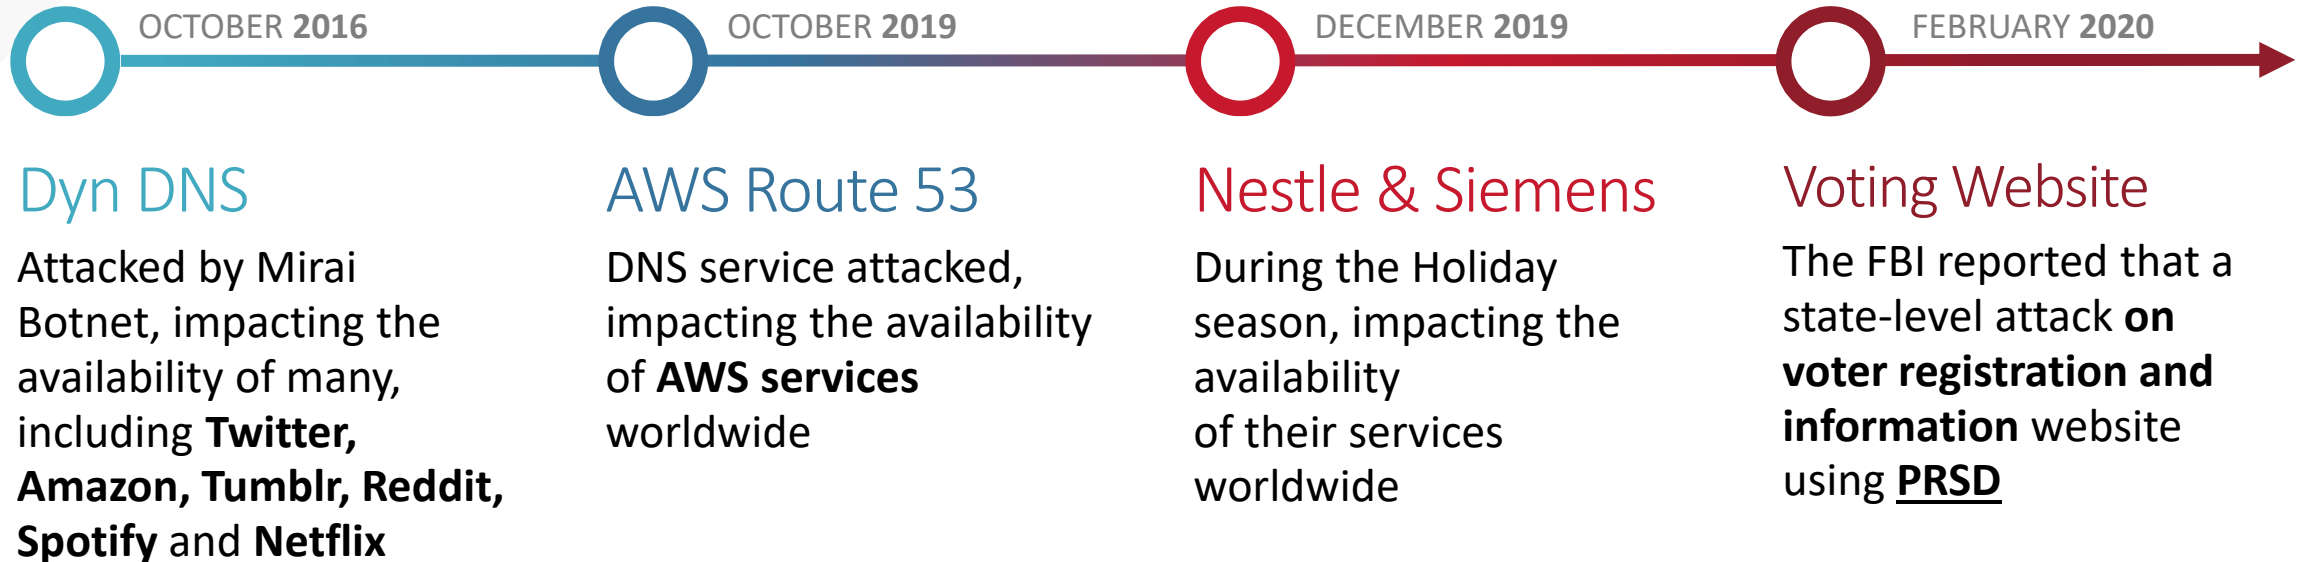 OCTOBER 2016
Dyn DNS
Attacked by Mirai
Botnet, impacting the
availability of many,
including Twitter,
Amazon, Tumblr, Reddit,
Spotify and Netflix
OCTOBER 2019
AWS Route 53
DNS service attacked,
impacting the availability
of AWS services
worldwide
DECEMBER 2019
Nestle & Siemens
During the Holiday
season, impacting the
availability
of their services
worldwide
FEBRUARY 2020
Voting Website
The FBI reported that a
state-level attack on
voter registration and
information website
using PRSD